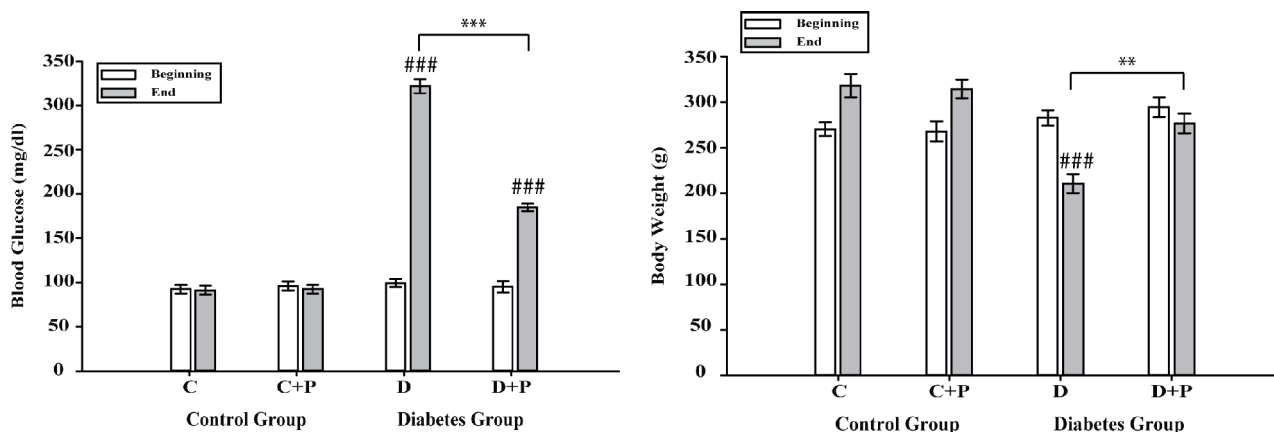 ***
Beginning
End
###
###
350
300
250
200
150
100
50
0
Blood Glucose (mg/dl)
C
C+P
D
D+P
Control Group
Diabetes Group
Beginning
End
**
###
350
300
250
200
150
100
50
0
Body Weight (g)
C
C+P
D
D+P
Control Group
Diabetes Group